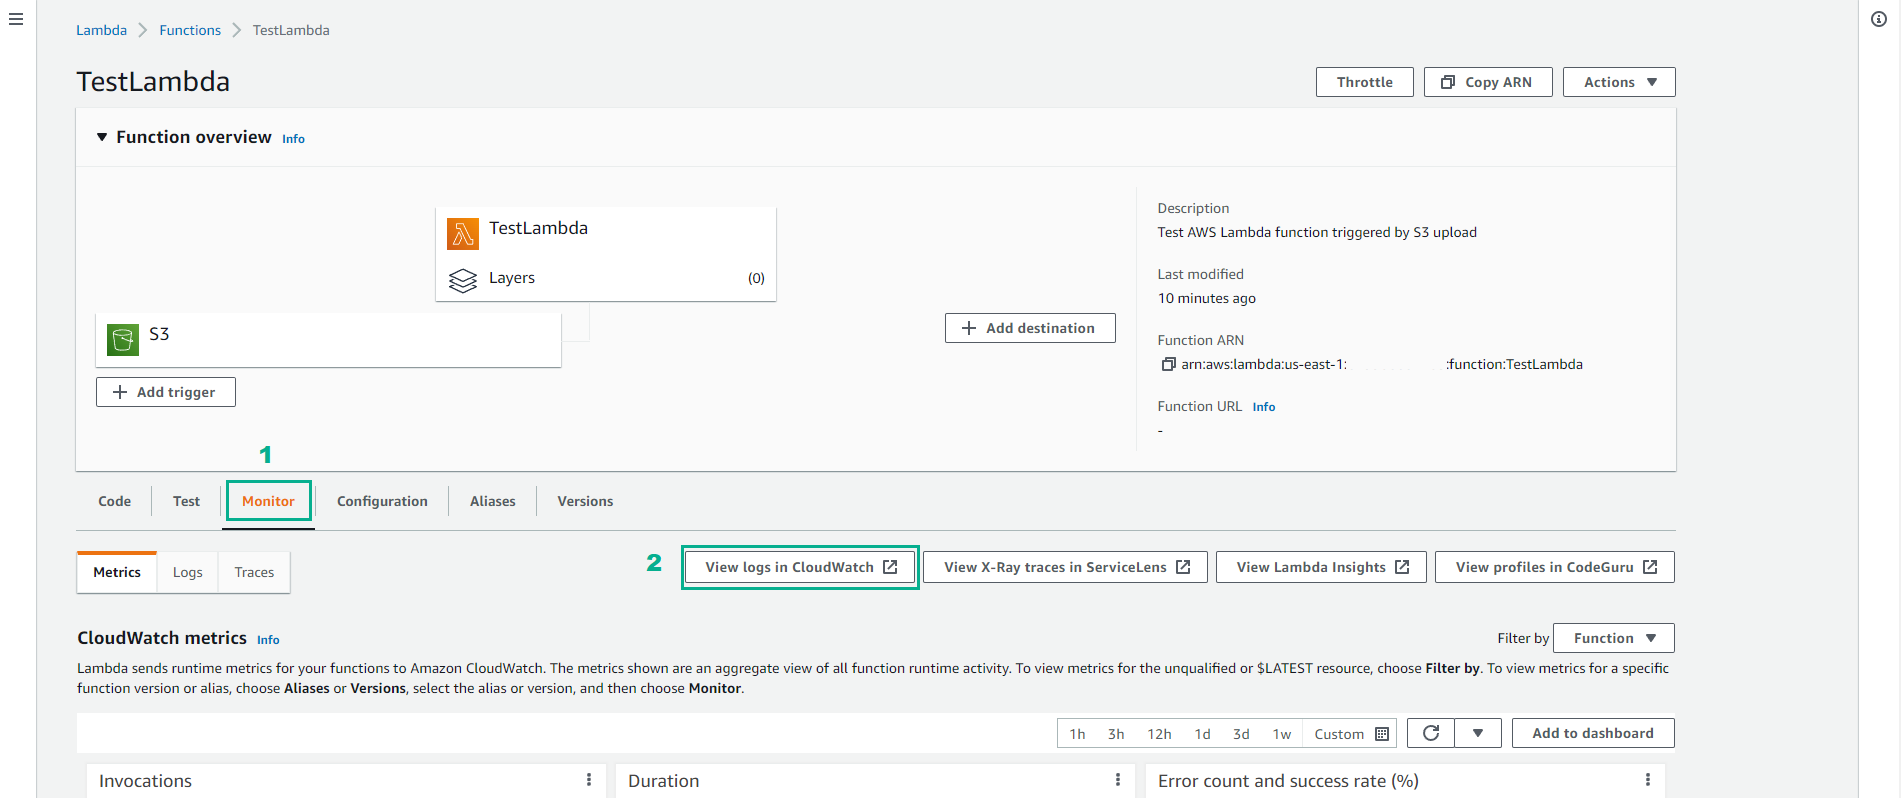 Lambda > Functions > TestLambda
TestLambda
Throttle
Copy ARN
Actions
Function overview Info
TestLambda
Layers (0)
S3
Add trigger
Add destination
Description
Test AWS Lambda function triggered by S3 upload
Last modified
10 minutes ago
Function ARN
arn:aws:lambda:us-east-1: :function:TestLambda
Function URL Info
-
1
Code Test Monitor Configuration Aliases Versions
Metrics Logs Traces
2
View logs in CloudWatch
View X-Ray traces in ServiceLens
View Lambda Insights
View profiles in CodeGuru
CloudWatch metrics Info
Filter by Function
Lambda sends runtime metrics for your functions to Amazon CloudWatch. The metrics shown are an aggregate view of all function runtime activity. To view metrics for the unqualified or $LATEST resource, choose Filter by. To view metrics for a specific
function version or alias, choose Aliases or Versions, select the alias or version, and then choose Monitor.
1h 3h 12h 1d 3d 1w Custom
Add to dashboard
Invocations
Duration
Error count and success rate (%)